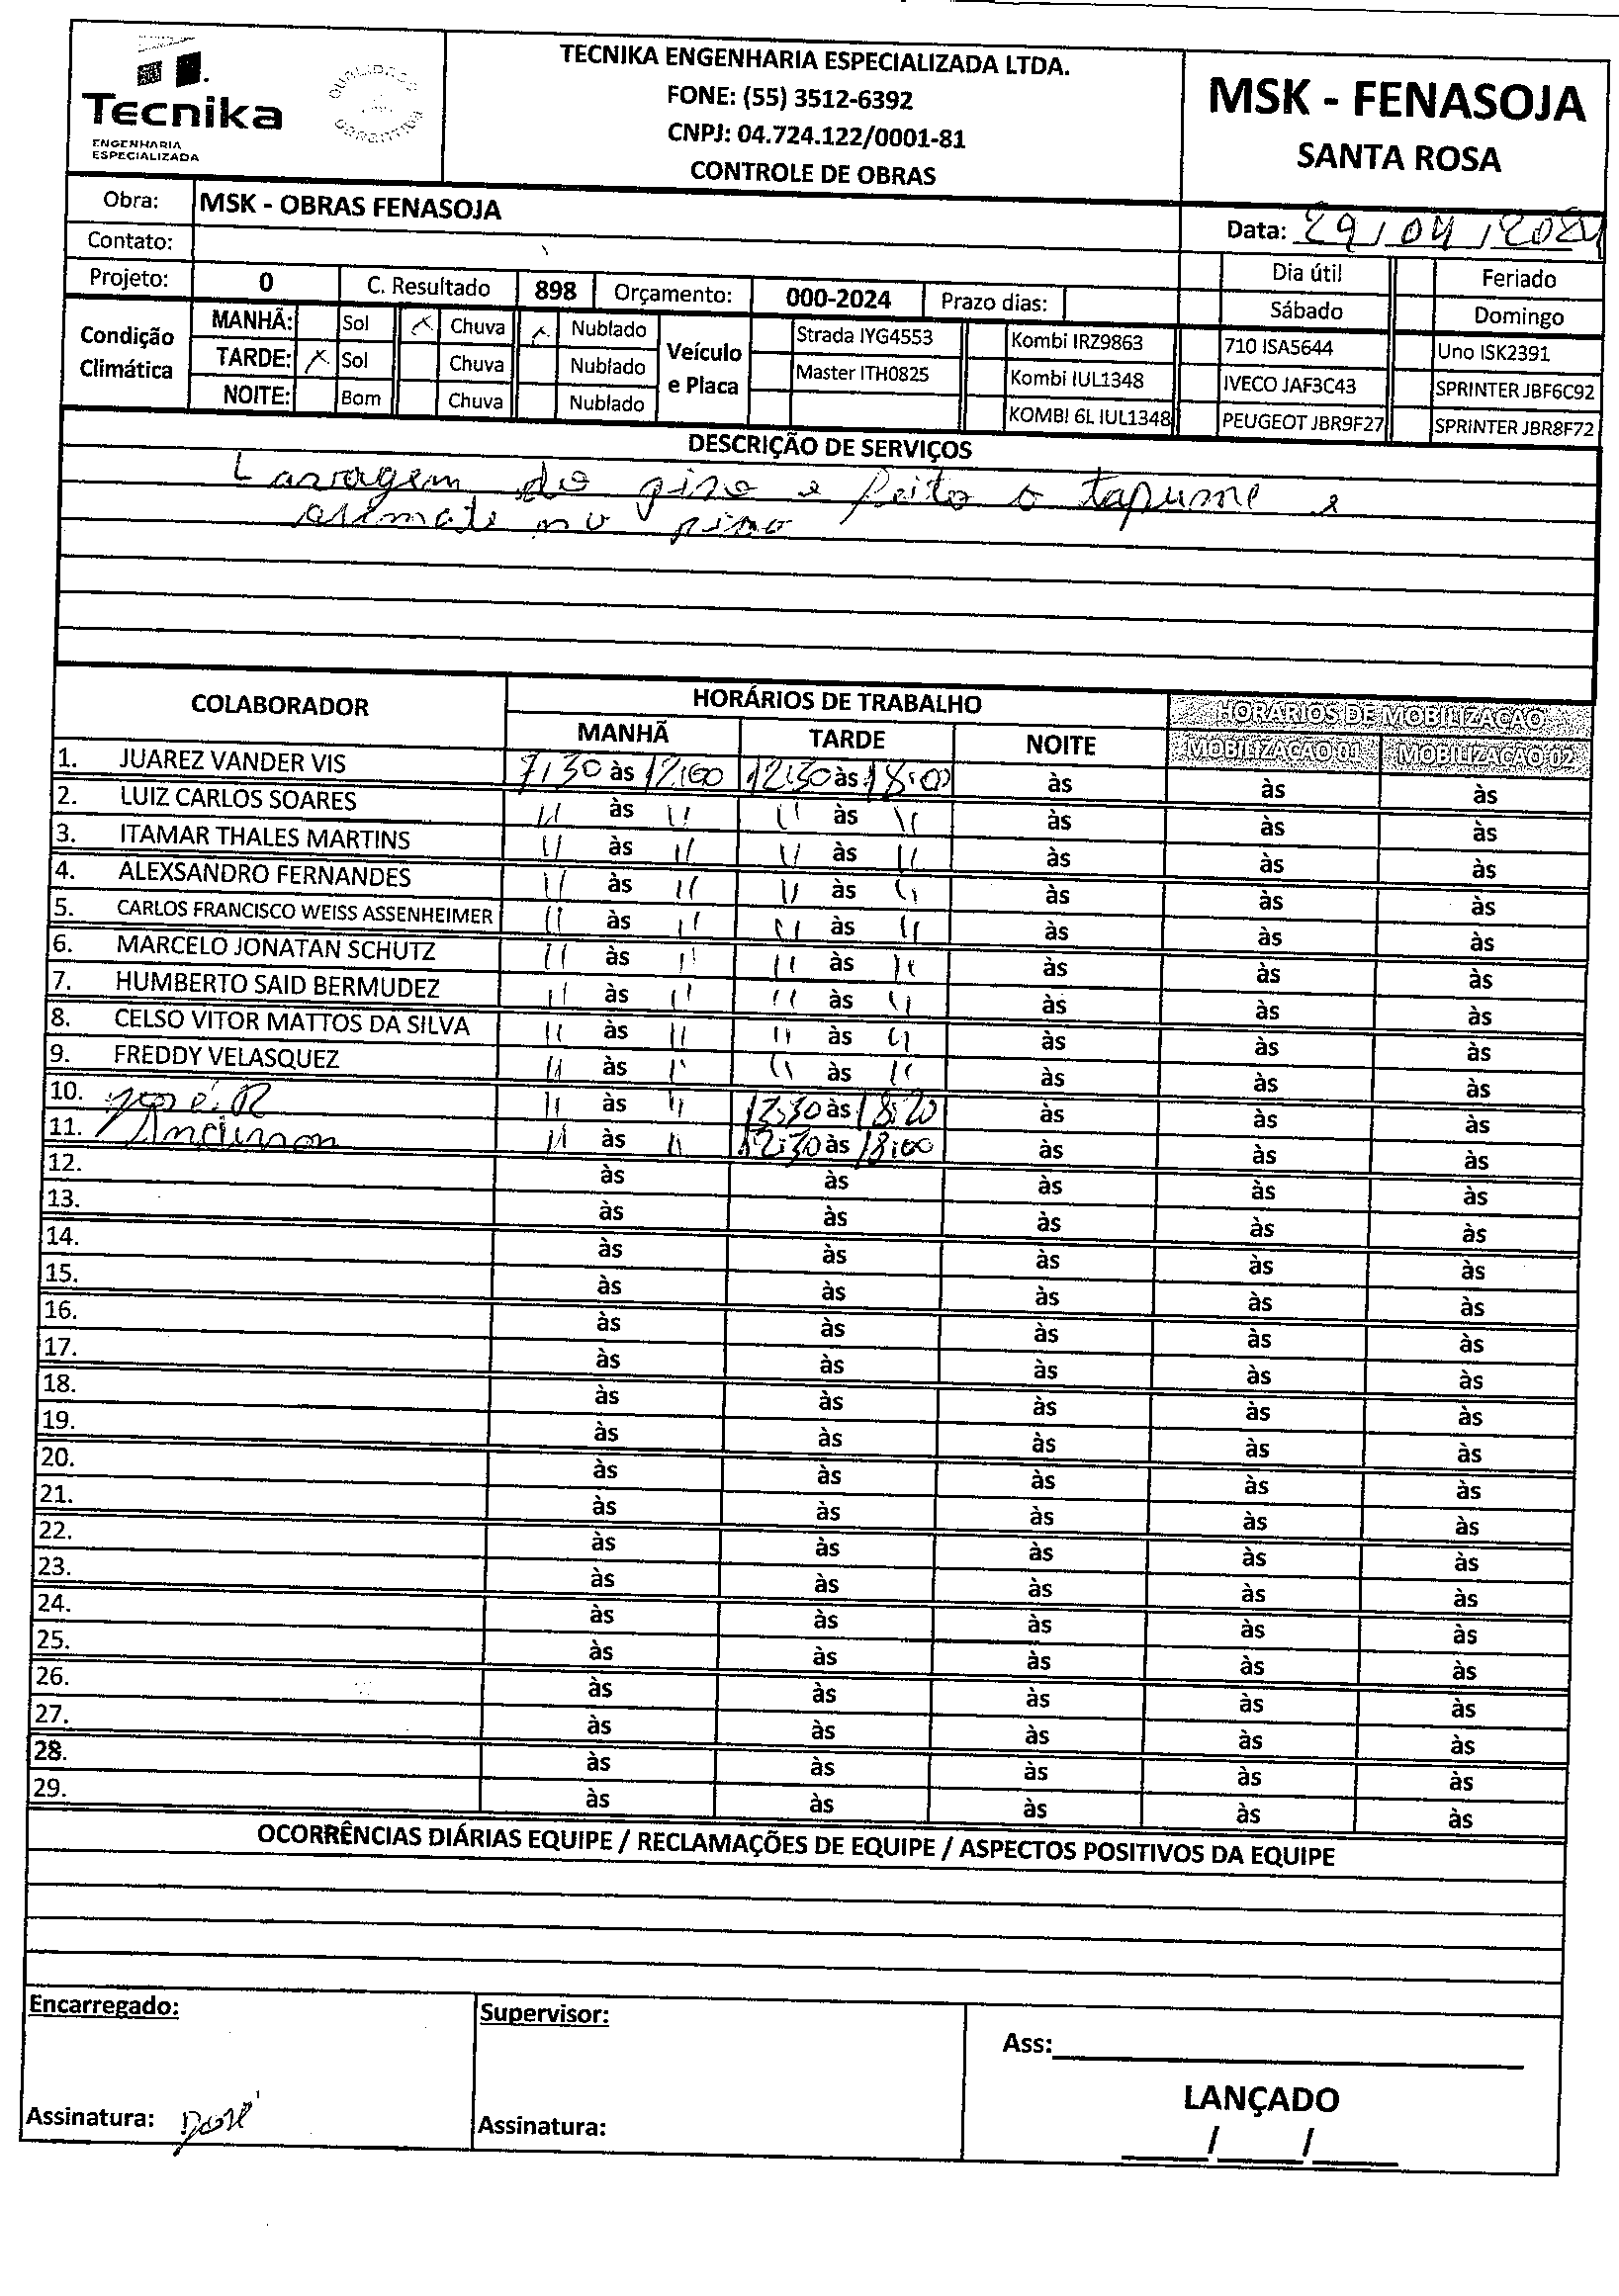 Tecnika
ENGENHARIA
ESPECIALIZADA
QUALIDADE
GARANTIDA
TECNIKA ENGENHARIA ESPECIALIZADA LTDA.
FONE: (55) 3512-6392
CNPJ: 04.724.122/0001-81
CONTROLE DE OBRAS
MSK - FENASOJA
SANTA ROSA
Obra: MSK - OBRAS FENASOJA
Data: 29/04/2024
Contato:
Dia útil Feriado
Projeto: 0 C. Resultado 898 Orçamento: 000-2024 Prazo dias:
Sábado Domingo
Condição Climática
MANHÃ: Sol X Chuva X Nublado
TARDE: X Sol Chuva Nublado
NOITE: Bom Chuva Nublado
Veículo e Placa
Strada IYG4553 Kombi IRZ9863 710 ISA5644 Uno ISK2391
Master ITH0825 Kombi IUL1348 IVECO JAF3C43 SPRINTER JBF6C92
KOMBI 6L IUL1348 PEUGEOT JBR9F27 SPRINTER JBR8F72
DESCRIÇÃO DE SERVIÇOS
Lavagem do piso e feito o tapume e
arimate no piso
COLABORADOR HORÁRIOS DE TRABALHO HORÁRIOS DE MOBILIZAÇÃO
MANHÃ TARDE NOITE MOBILIZAÇÃO 01 MOBILIZAÇÃO 02
1. JUAREZ VANDER VIS 7:30 às 12:00 12:30 às 18:00 às às às
2. LUIZ CARLOS SOARES " às " " às " às às às
3. ITAMAR THALES MARTINS " às " " às " às às às
4. ALEXSANDRO FERNANDES " às " " às " às às às
5. CARLOS FRANCISCO WEISS ASSENHEIMER " às " " às " às às às
6. MARCELO JONATAN SCHUTZ " às " " às " às às às
7. HUMBERTO SAID BERMUDEZ " às " " às " às às às
8. CELSO VITOR MATTOS DA SILVA " às " " às " às às às
9. FREDDY VELASQUEZ " às " " às " às às às
10. José R " às " às às às às
11. Anderson " às " 12:30 às 18:00 às às às
12. às às às às às
13. às às às às às
14. às às às às às
15. às às às às às
16. às às às às às
17. às às às às às
18. às às às às às
19. às às às às às
20. às às às às às
21. às às às às às
22. às às às às às
23. às às às às às
24. às às às às às
25. às às às às às
26. às às às às às
27. às às às às às
28. às às às às às
29. às às às às às
OCORRÊNCIAS DIÁRIAS EQUIPE / RECLAMAÇÕES DE EQUIPE / ASPECTOS POSITIVOS DA EQUIPE
Encarregado:
Assinatura: José
Supervisor:
Assinatura:
Ass:
LANÇADO
/ /